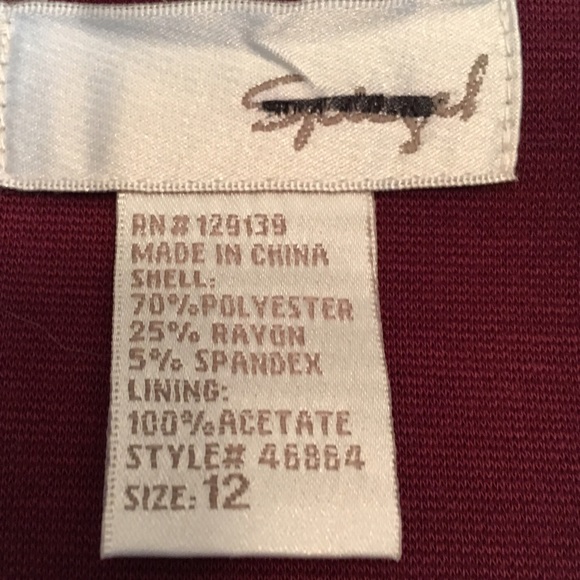 Spiegel
RN# 129139
MADE IN CHINA
SHELL:
70%POLYESTER
25% RAYON
5% SPANDEX
LINING:
100%ACETATE
STYLE# 46864
SIZE: 12